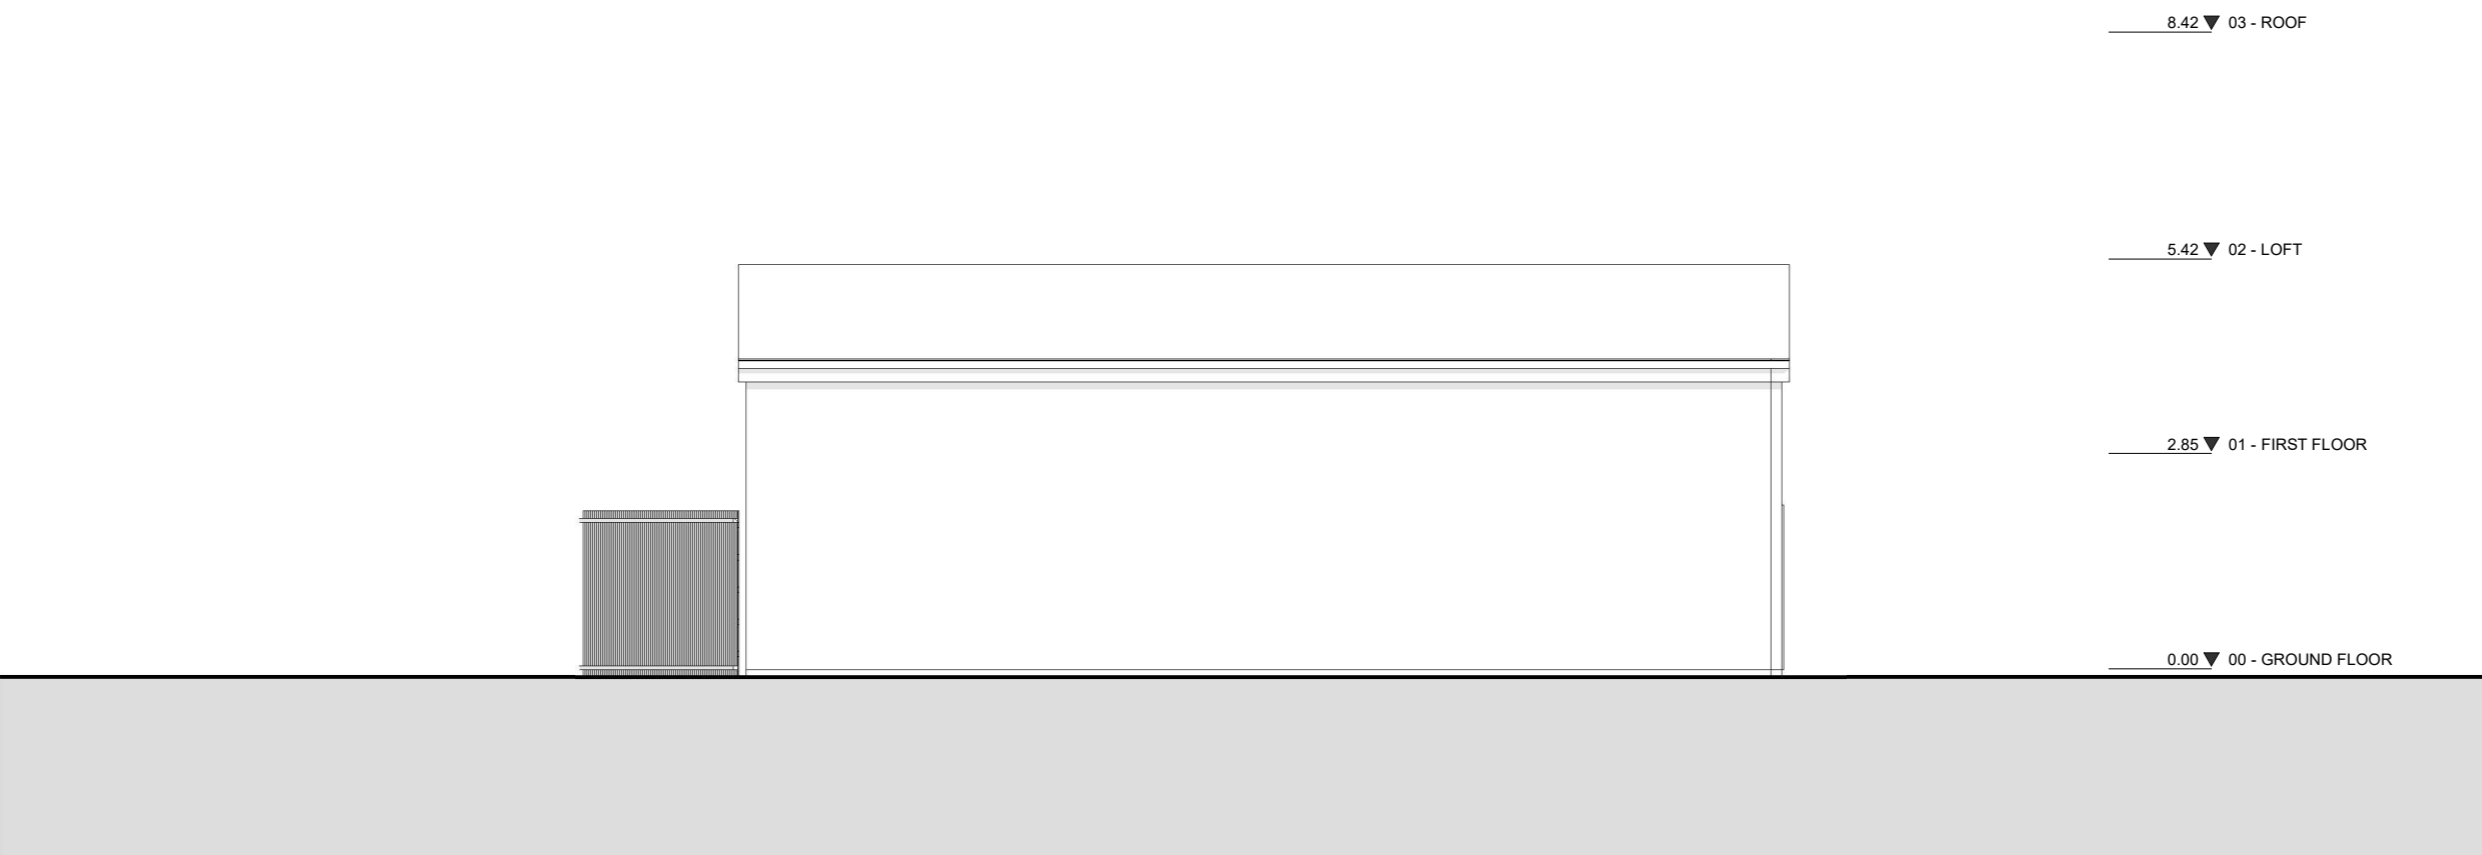 8.42 03 - ROOF
5.42 02 - LOFT
2.85 01 - FIRST FLOOR
0.00 00 - GROUND FLOOR